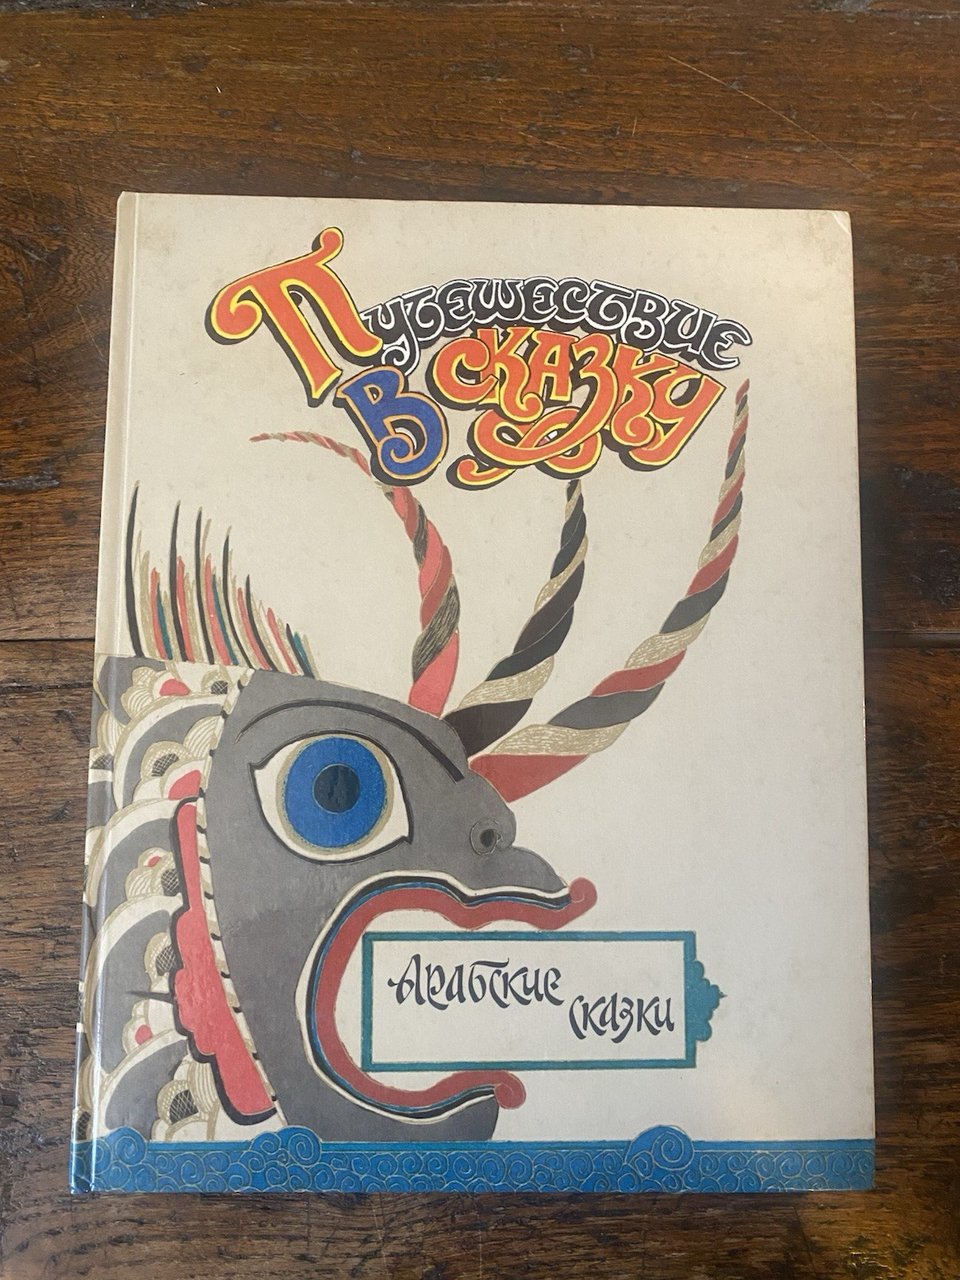 Путешествие
в сказку
Арабские
сказки